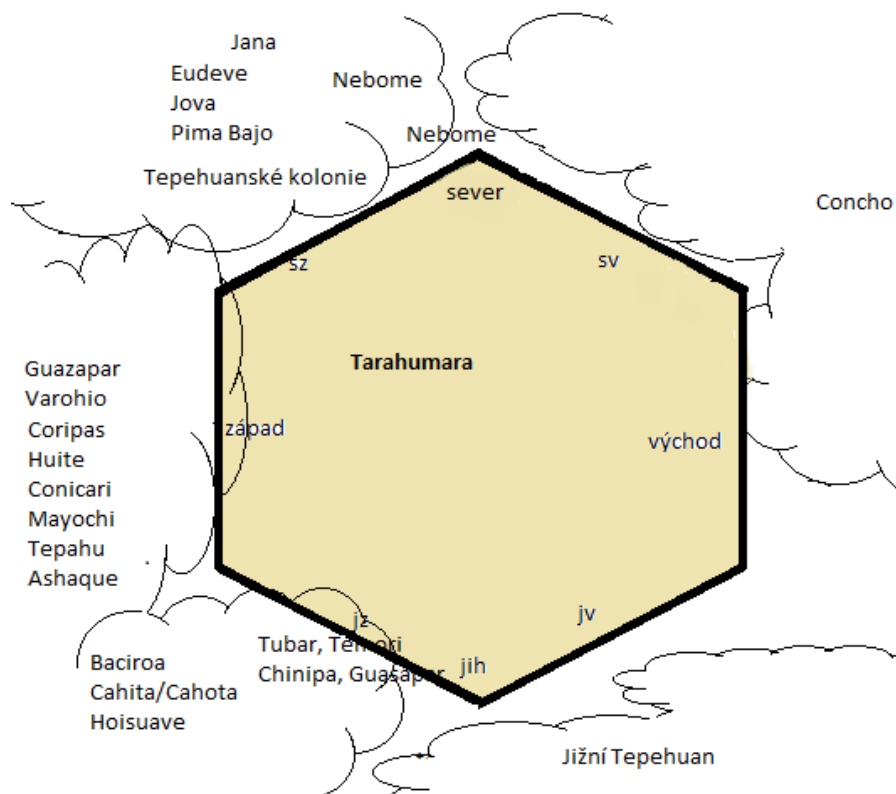 Jana
Eudeve
Nebome
Jova
Pima Bajo
Nebome
Tepehuanské kolonie
sever
Concho
sz
sv
Tarahumara
Guazapar
Varohio
Coripas
Huite
Conicari
Mayochi
Tepahu
Ashaque
západ
východ
jz
jv
Tubar, Temori
Chinipa, Guasapar
jih
Baciroa
Cahita/Cahota
Hoisuave
Jižní Tepehuan